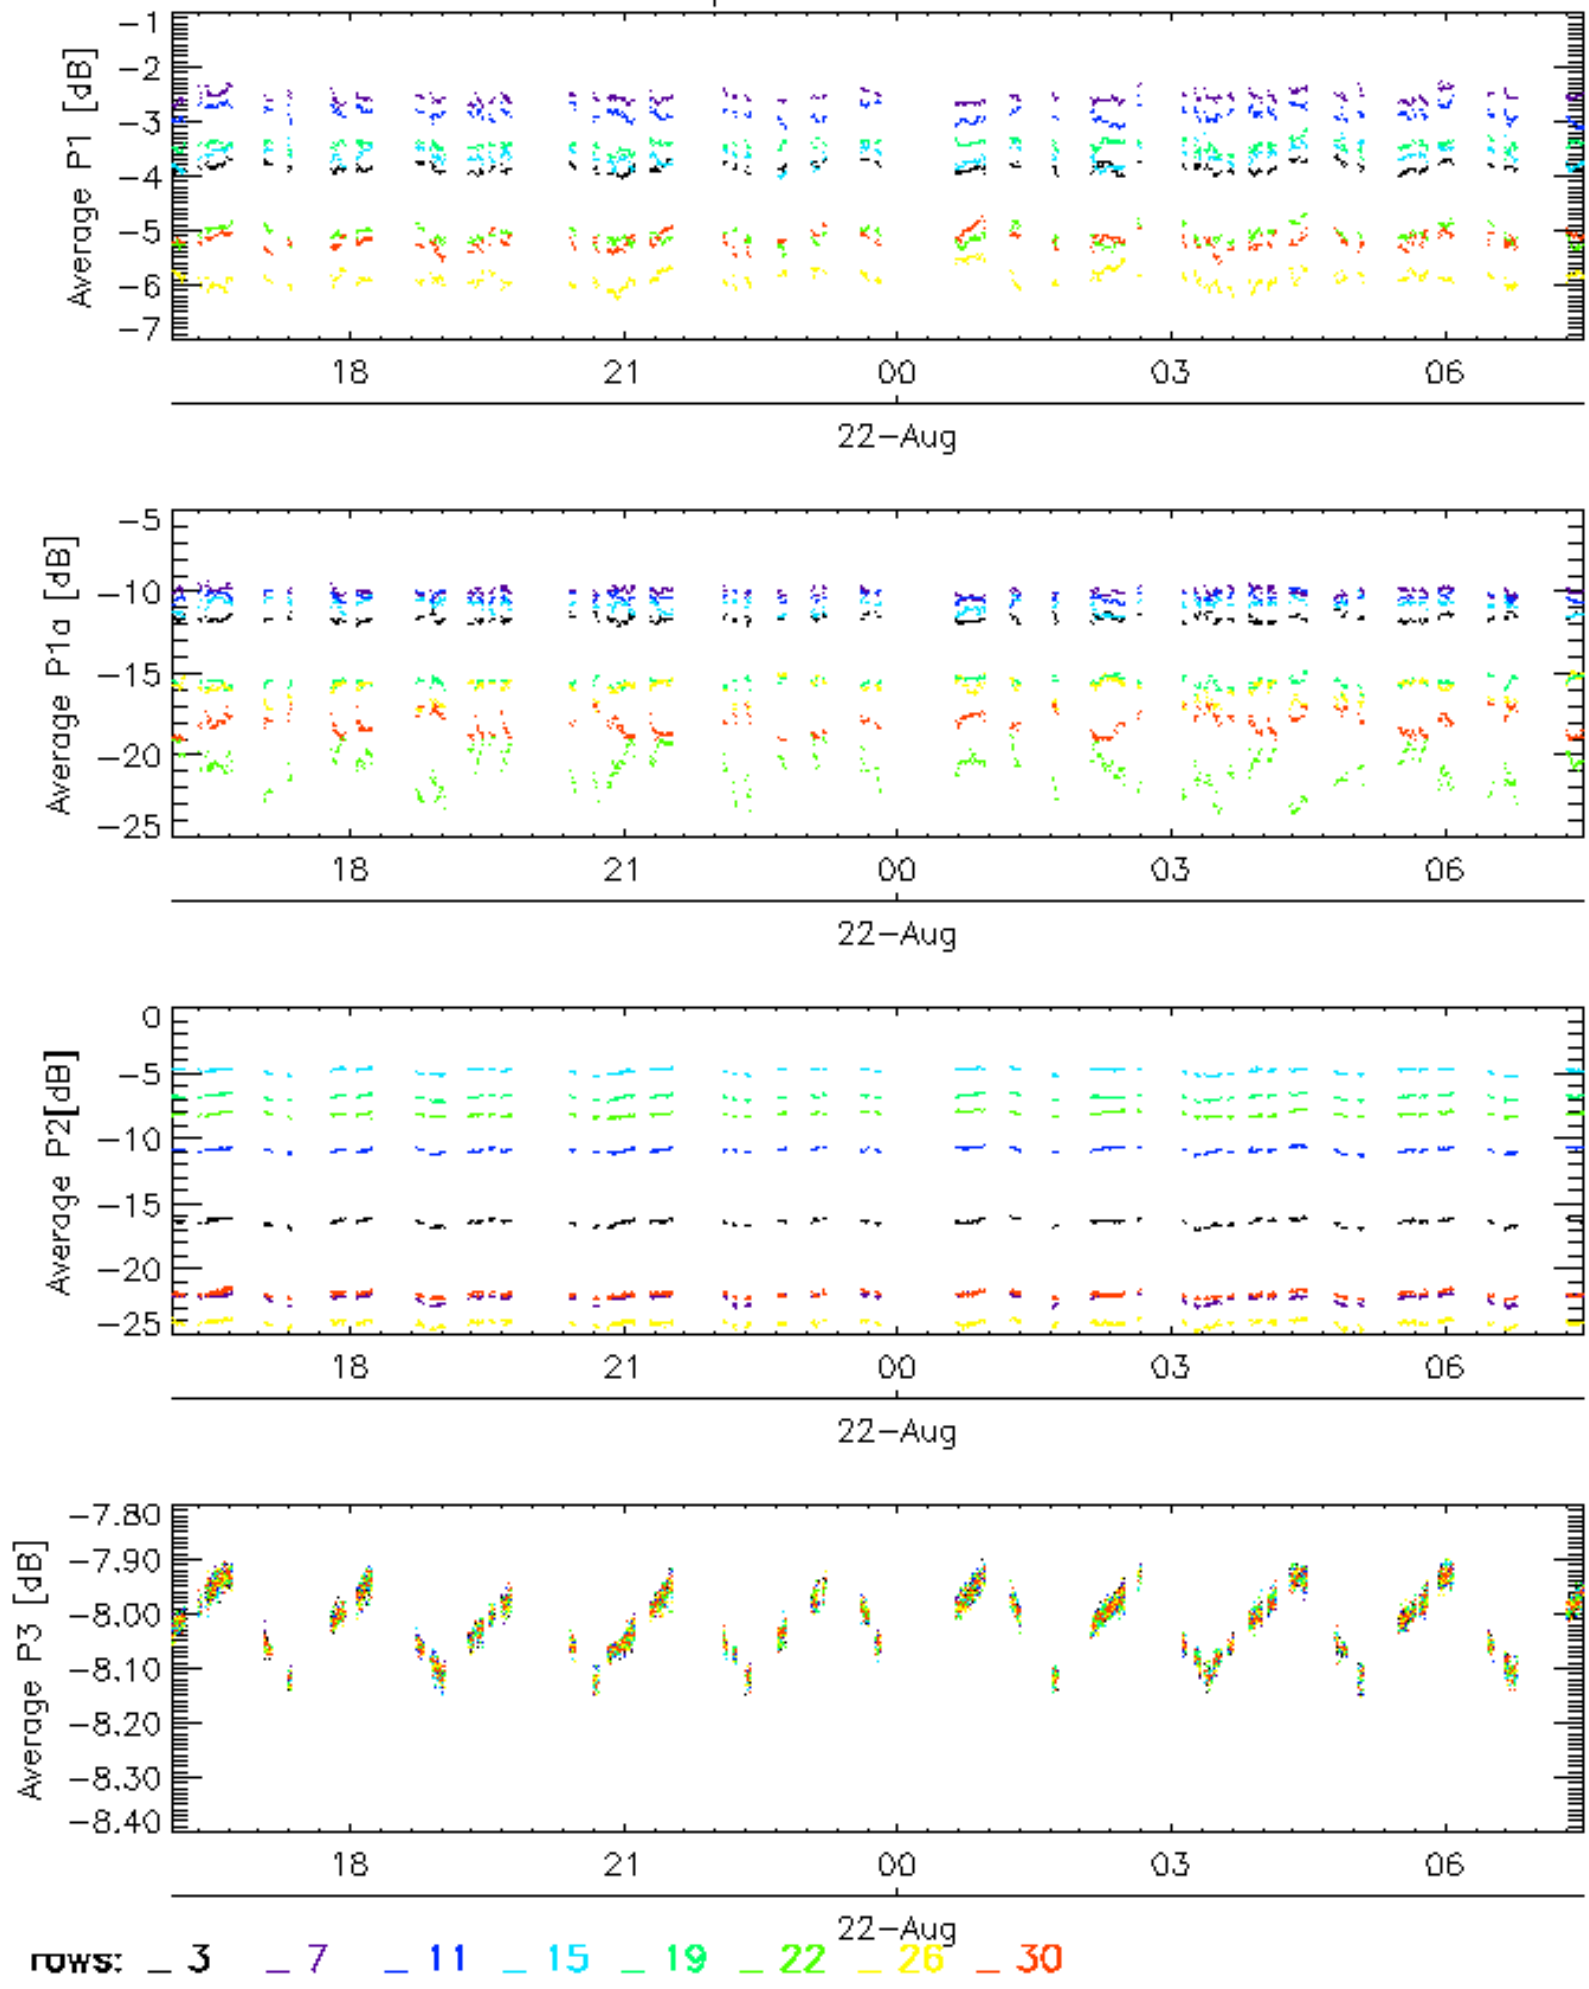 Average P1 [dB]
-1
-2
-3
-4
-5
-6
-7
18 21 00 03 06
22-Aug
Average P1a [dB]
-5
-10
-15
-20
-25
18 21 00 03 06
22-Aug
Average P2[dB]
0
-5
-10
-15
-20
-25
18 21 00 03 06
22-Aug
Average P3 [dB]
-7.80
-7.90
-8.00
-8.10
-8.20
-8.30
-8.40
18 21 00 03 06
22-Aug
rows: _ 3 _ 7 _ 11 _ 15 _ 19 _ 22 _ 26 _ 30